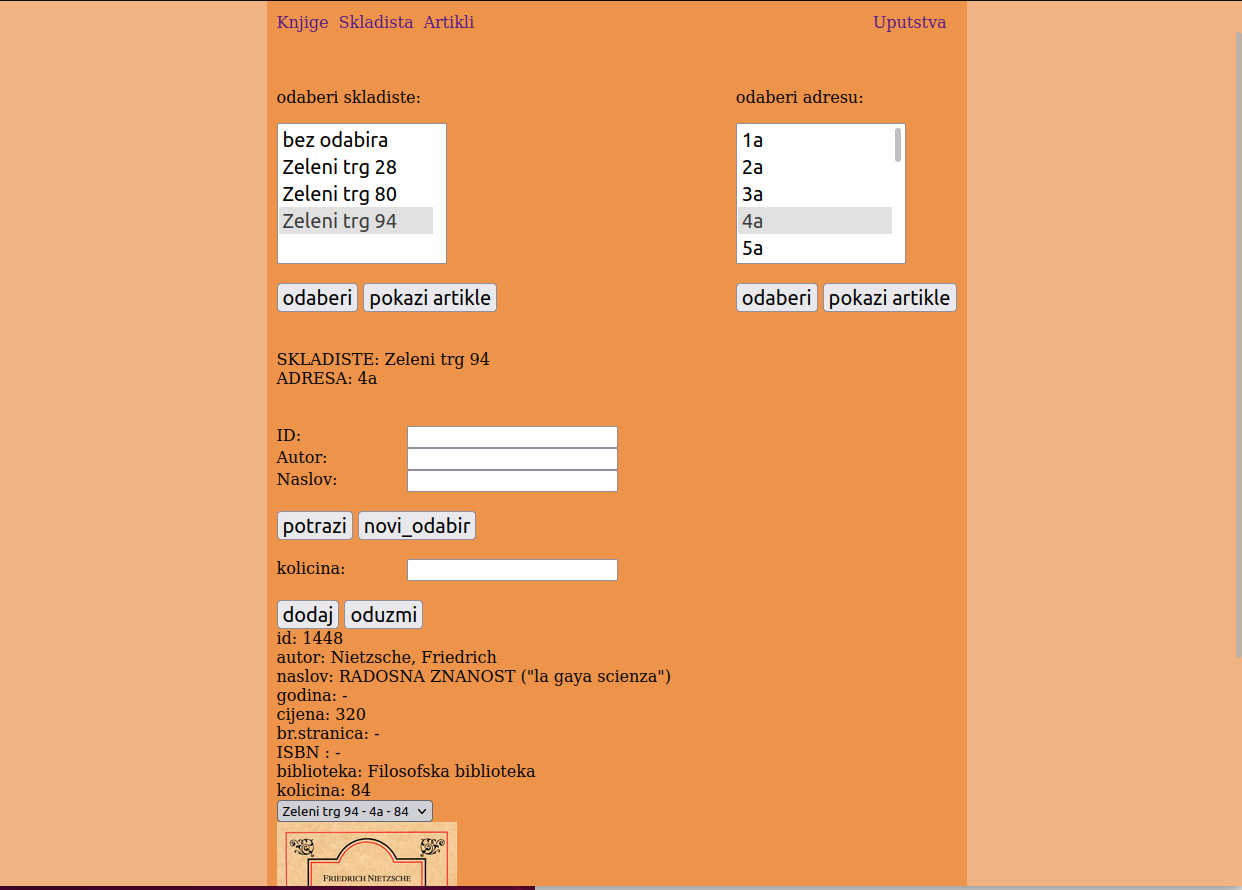 Knjige Skladista Artikli Uputstva
odaberi skladiste:
bez odabira
Zeleni trg 28
Zeleni trg 80
Zeleni trg 94
odaberi pokazi artikle
odaberi adresu:
1a
2a
3a
4a
5a
odaberi pokazi artikle
SKLADISTE: Zeleni trg 94
ADRESA: 4a
ID:
Autor:
Naslov:
potrazi novi_odabir
kolicina:
dodaj oduzmi
id: 1448
autor: Nietzsche, Friedrich
naslov: RADOSNA ZNANOST ("la gaya scienza")
godina: -
cijena: 320
br.stranica: -
ISBN : -
biblioteka: Filosofska biblioteka
kolicina: 84
Zeleni trg 94 - 4a - 84
FRIEDRICH NIETZSCHE